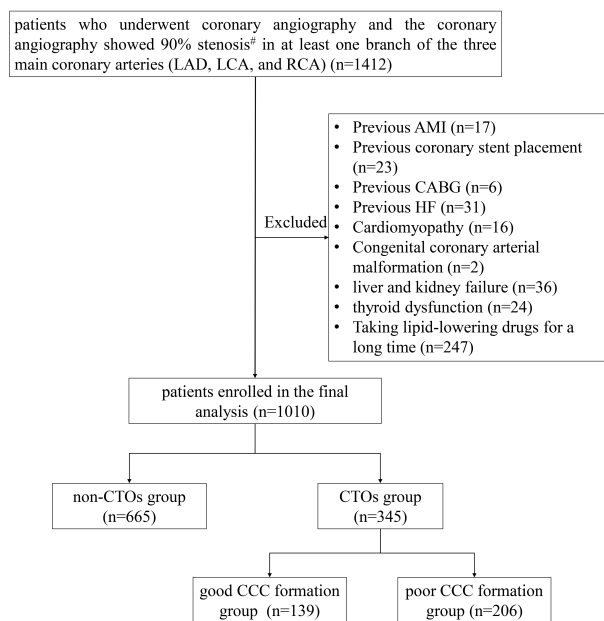 patients who underwent coronary angiography and the coronary
angiography showed 90% stenosis# in at least one branch of the three
main coronary arteries (LAD, LCA, and RCA) (n=1412)
• Previous AMI (n=17)
• Previous coronary stent placement
(n=23)
• Previous CABG (n=6)
• Previous HF (n=31)
• Cardiomyopathy (n=16)
• Congenital coronary arterial
malformation (n=2)
• liver and kidney failure (n=36)
• thyroid dysfunction (n=24)
• Taking lipid-lowering drugs for a
long time (n=247)
Excluded
patients enrolled in the final
analysis (n=1010)
non-CTOs group
(n=665)
CTOs group
(n=345)
good CCC formation
group (n=139)
poor CCC formation
group (n=206)